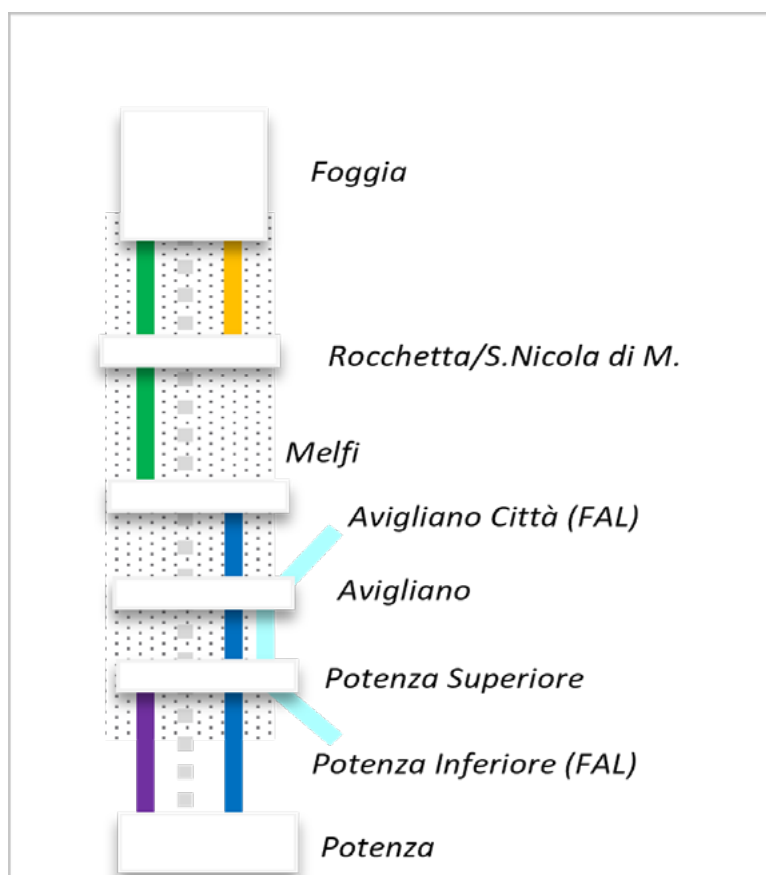 Foggia
Rocchetta/S.Nicola di M.
Melfi
Avigliano Città (FAL)
Avigliano
Potenza Superiore
Potenza Inferiore (FAL)
Potenza